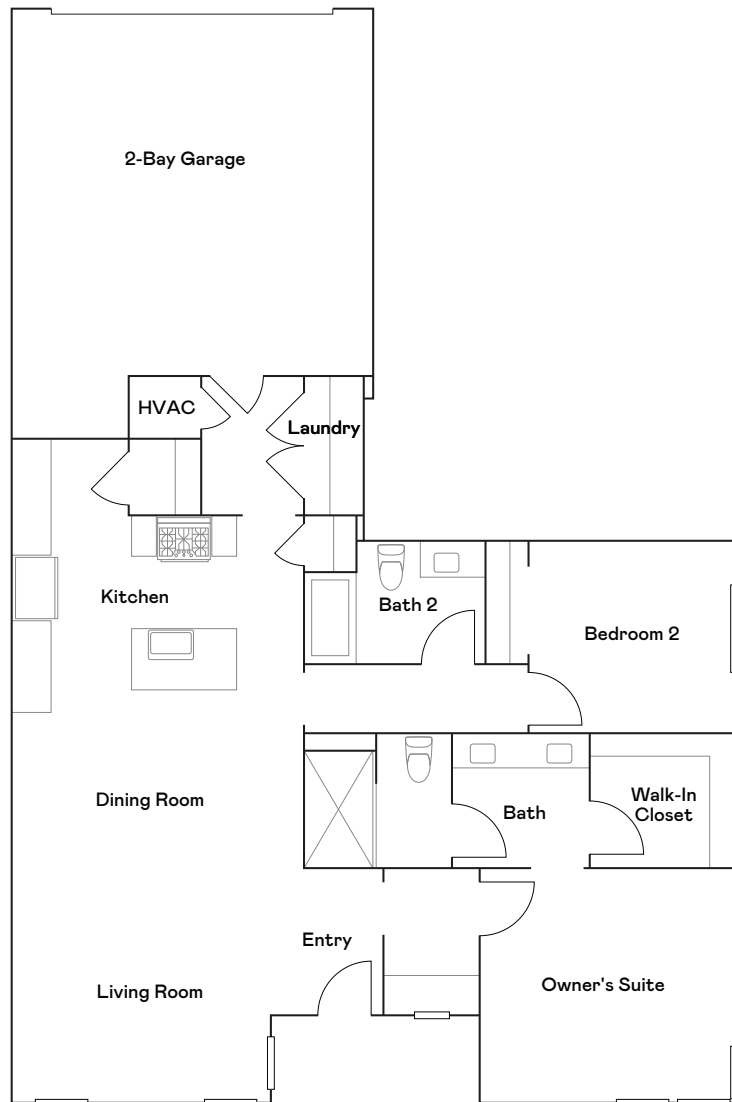 2-Bay Garage
HVAC
Laundry
Kitchen
Bath 2
Bedroom 2
Dining Room
Bath
Walk-In
Closet
Entry
Living Room
Owner's Suite